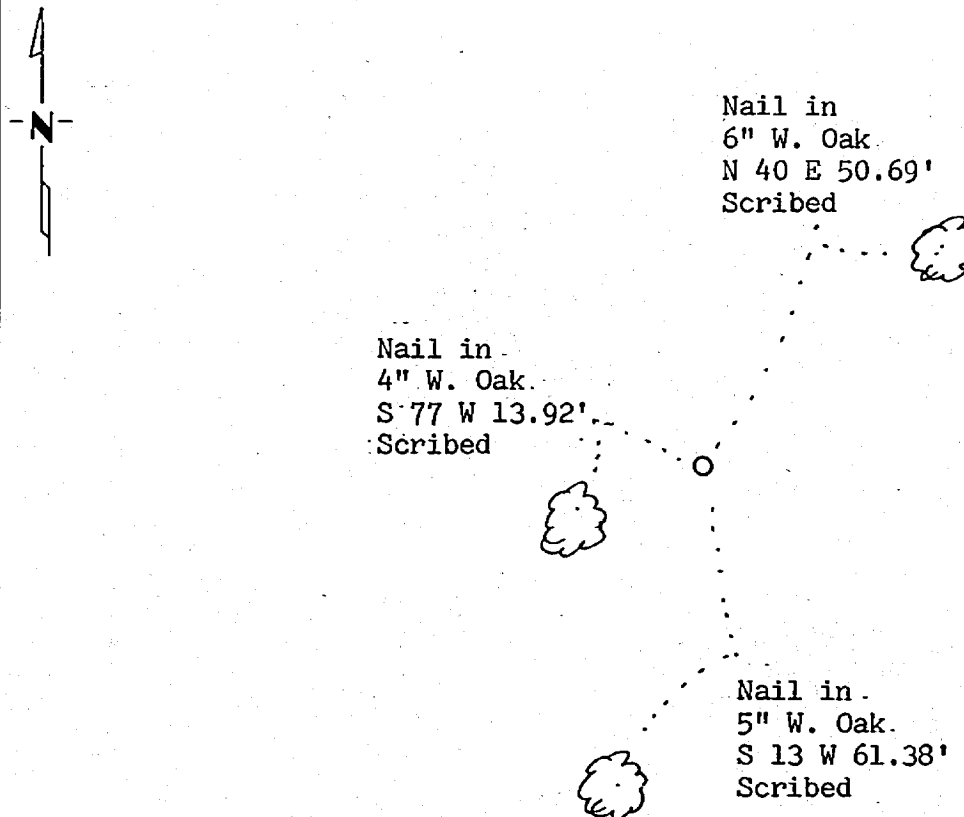 N
Nail in
6" W. Oak
N 40 E 50.69'
Scribed
Nail in
4" W. Oak
S 77 W 13.92'
Scribed
Nail in
5" W. Oak
S 13 W 61.38'
Scribed